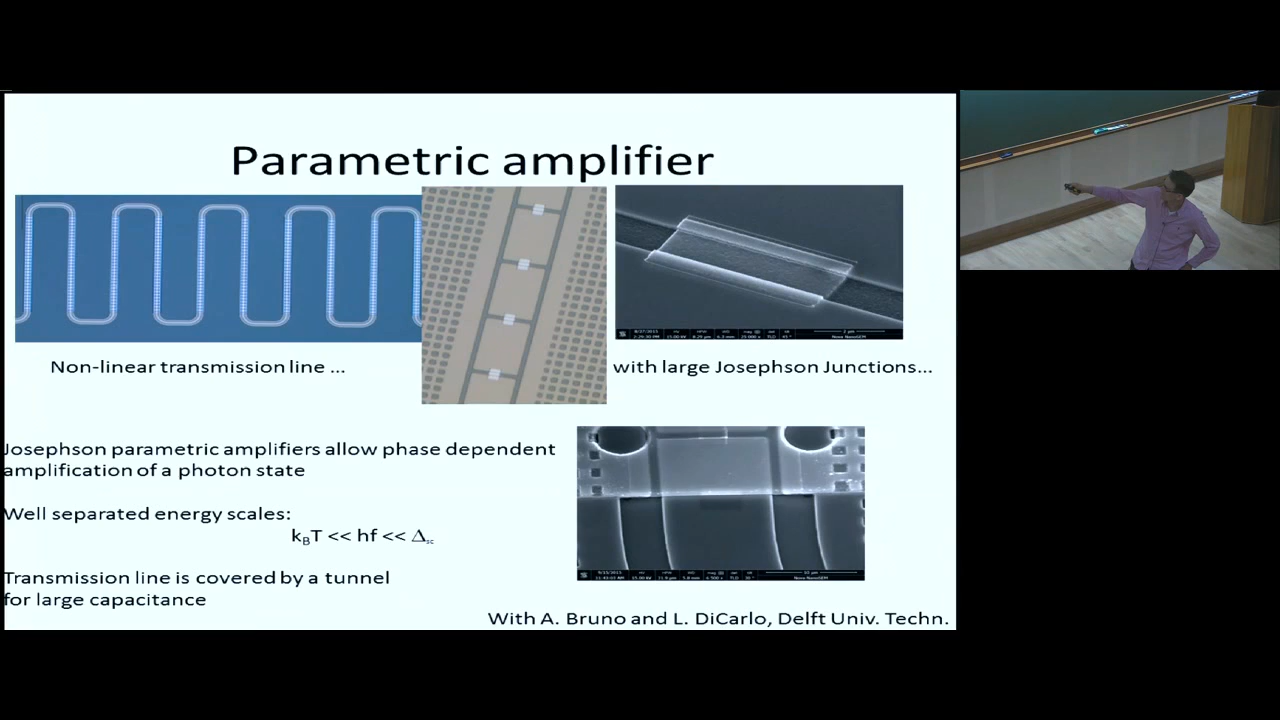 Parametric amplifier
Non-linear transmission line ...
with large Josephson Junctions...
Josephson parametric amplifiers allow phase dependent
amplification of a photon state
Well separated energy scales:
kBT << hf << Δsc
Transmission line is covered by a tunnel
for large capacitance
With A. Bruno and L. DiCarlo, Delft Univ. Techn.